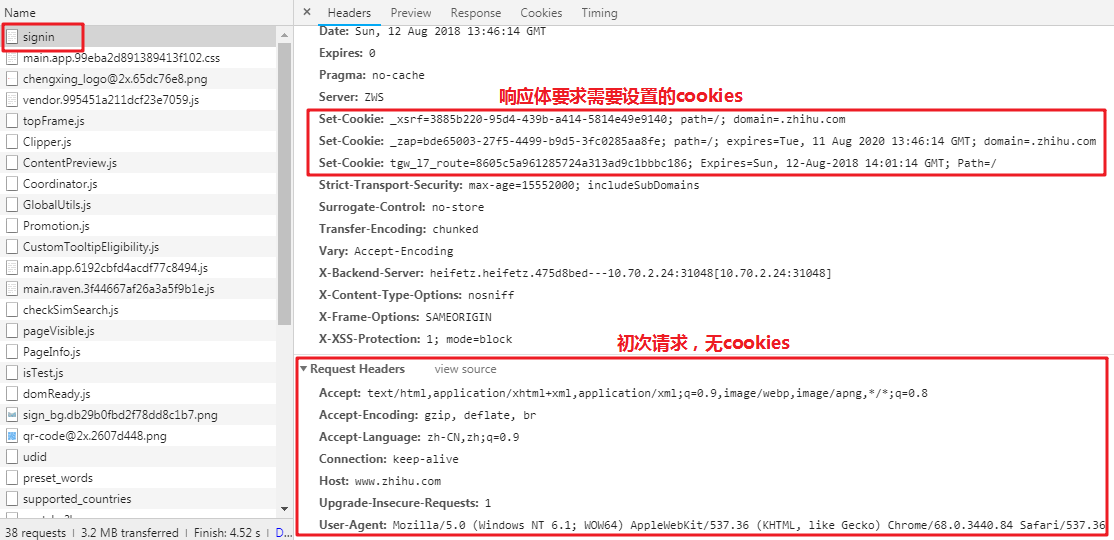 Name
× Headers Preview Response Cookies Timing
signin
main.app.99eba2d891389413f102.css
chengxing_logo@2x.65dc76e8.png
vendor.995451a211dcf23e7059.js
topFrame.js
Clipper.js
ContentPreview.js
Coordinator.js
GlobalUtils.js
Promotion.js
CustomTooltipEligibility.js
main.app.6192cbfd4acdf77c8494.js
main.raven.3f44667af26a3a5f9b1e.js
checkSimSearch.js
pageVisible.js
PageInfo.js
isTest.js
domReady.js
sign_bg.db29b0fbd2f78dd8c1b7.png
qr-code@2x.2607d448.png
udid
preset_words
supported_countries
38 requests | 3.2 MB transferred | Finish: 4.52 s | D...
Date: Sun, 12 Aug 2018 13:46:14 GMT
Expires: 0
Pragma: no-cache
Server: ZWS
响应体要求需要设置的cookies
Set-Cookie: _xsrf=3885b220-95d4-439b-a414-5814e49e9140; path=/; domain=.zhihu.com
Set-Cookie: _zap=bde65003-27f5-4499-b9d5-3fc0285aa8fe; path=/; expires=Tue, 11 Aug 2020 13:46:14 GMT; domain=.zhihu.com
Set-Cookie: tgw_l7_route=8605c5a961285724a313ad9c1bbbc186; Expires=Sun, 12-Aug-2018 14:01:14 GMT; Path=/
Strict-Transport-Security: max-age=15552000; includeSubDomains
Surrogate-Control: no-store
Transfer-Encoding: chunked
Vary: Accept-Encoding
X-Backend-Server: heifetz.heifetz.475d8bed---10.70.2.24:31048[10.70.2.24:31048]
X-Content-Type-Options: nosniff
X-Frame-Options: SAMEORIGIN
X-XSS-Protection: 1; mode=block
初次请求，无cookies
▼ Request Headers view source
Accept: text/html,application/xhtml+xml,application/xml;q=0.9,image/webp,image/apng,*/*;q=0.8
Accept-Encoding: gzip, deflate, br
Accept-Language: zh-CN,zh;q=0.9
Connection: keep-alive
Host: www.zhihu.com
Upgrade-Insecure-Requests: 1
User-Agent: Mozilla/5.0 (Windows NT 6.1; WOW64) AppleWebKit/537.36 (KHTML, like Gecko) Chrome/68.0.3440.84 Safari/537.36